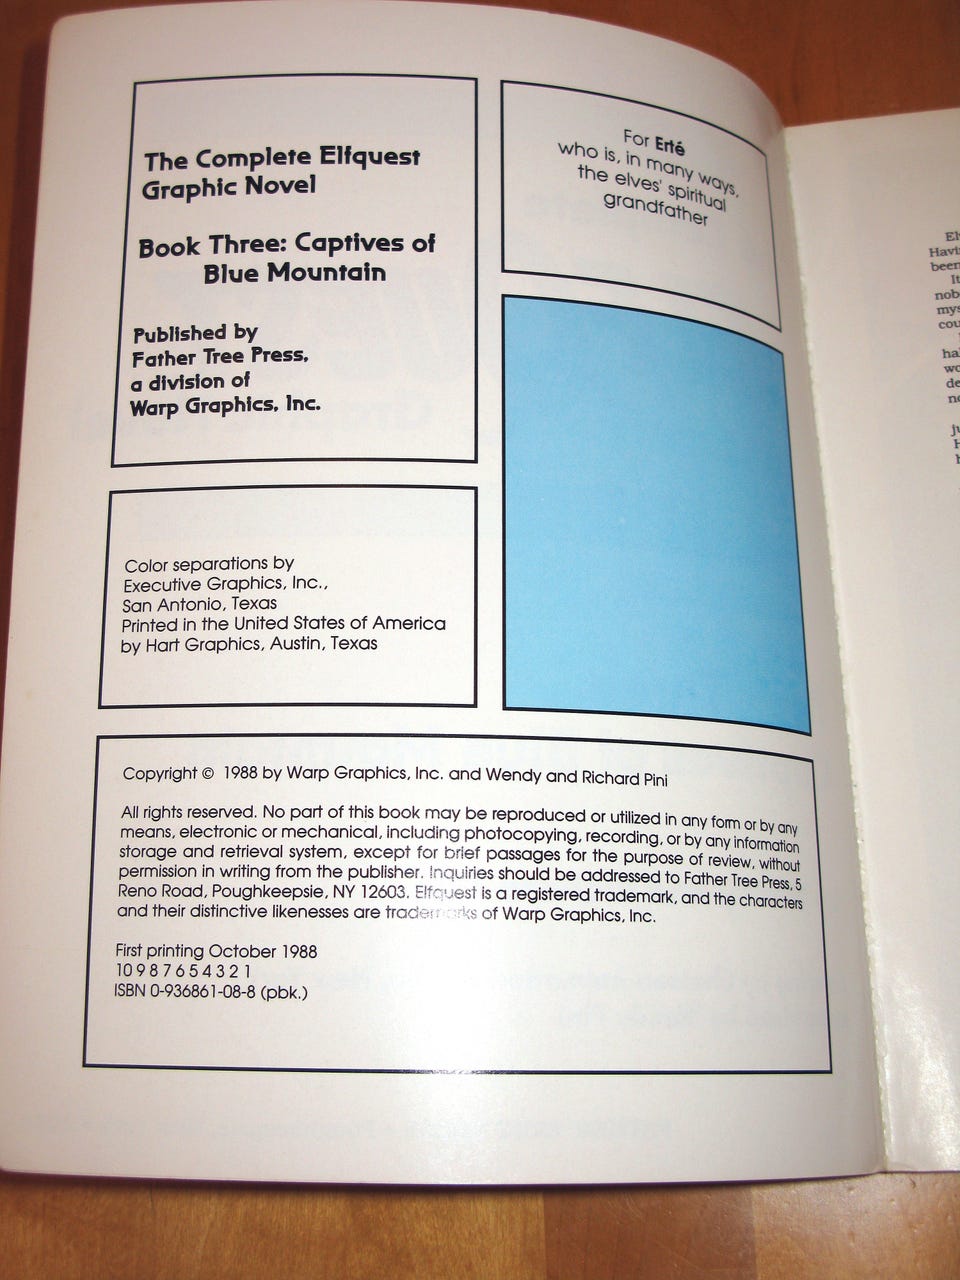 The Complete Elfquest
Graphic Novel
Book Three: Captives of
Blue Mountain
Published by
Father Tree Press,
a division of
Warp Graphics, Inc.
For Erté
who is, in many ways,
the elves' spiritual
grandfather
Color separations by
Executive Graphics, Inc.,
San Antonio, Texas
Printed in the United States of America
by Hart Graphics, Austin, Texas
Copyright © 1988 by Warp Graphics, Inc. and Wendy and Richard Pini
All rights reserved. No part of this book may be reproduced or utilized in any form or by any
means, electronic or mechanical, including photocopying, recording, or by any information
storage and retrieval system, except for brief passages for the purpose of review, without
permission in writing from the publisher. Inquiries should be addressed to Father Tree Press, 5
Reno Road, Poughkeepsie, NY 12603. Elfquest is a registered trademark, and the characters
and their distinctive likenesses are trademarks of Warp Graphics, Inc.
First printing October 1988
10 9 8 7 6 5 4 3 2 1
ISBN 0-936861-08-8 (pbk.)